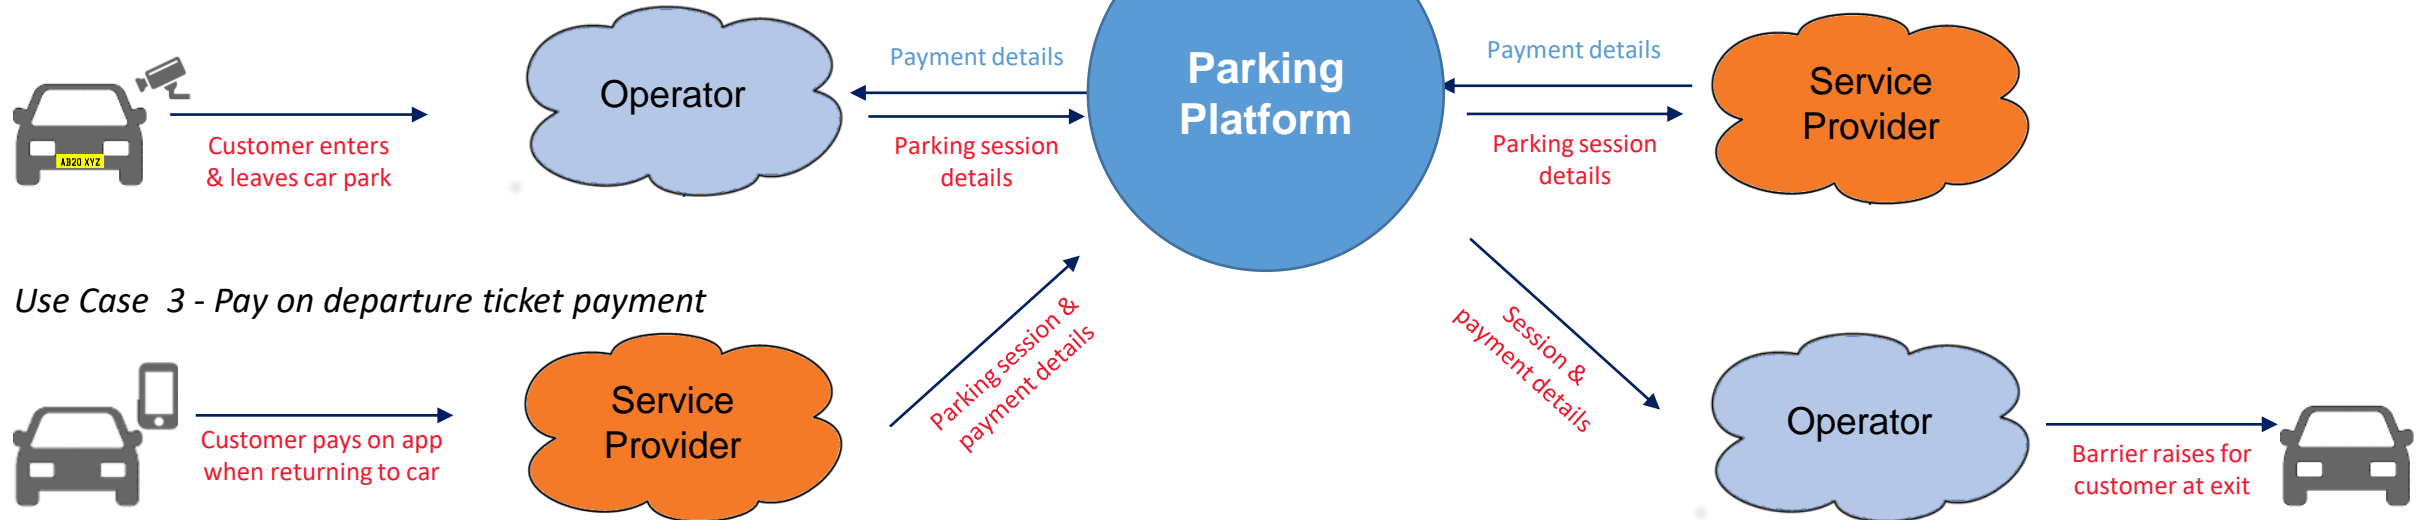 Payment details
Payment details
Parking
Platform
Operator
Service
Provider
Customer enters
& leaves car park
AB20 XYZ
Parking session
details
Parking session
details
Use Case  3 - Pay on departure ticket payment
Parking session &
payment details
Session &
payment details
Service
Provider
Operator
Customer pays on app
when returning to car
Barrier raises for
customer at exit